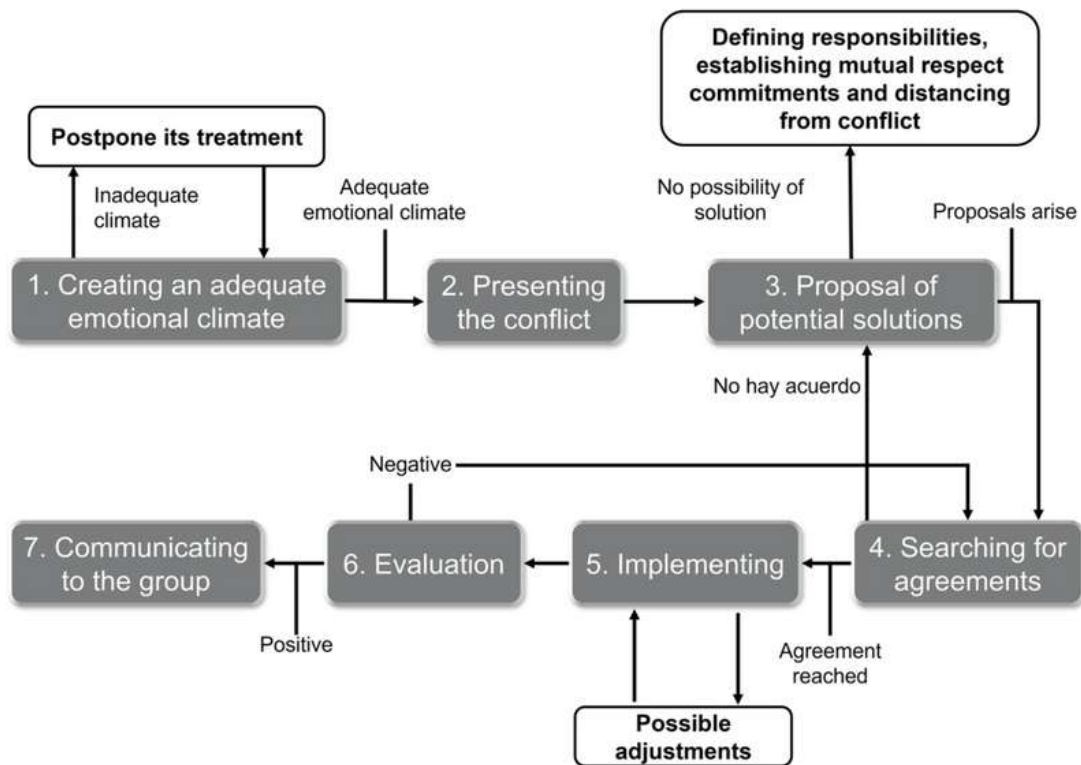 Defining responsibilities,
establishing mutual respect
commitments and distancing
from conflict
Postpone its treatment
Inadequate
climate
Adequate
emotional climate
No possibility of
solution
Proposals arise
1. Creating an adequate
emotional climate
2. Presenting
the conflict
3. Proposal of
potential solutions
No hay acuerdo
Negative
7. Communicating
to the group
6. Evaluation
5. Implementing
4. Searching for
agreements
Positive
Agreement
reached
Possible
adjustments